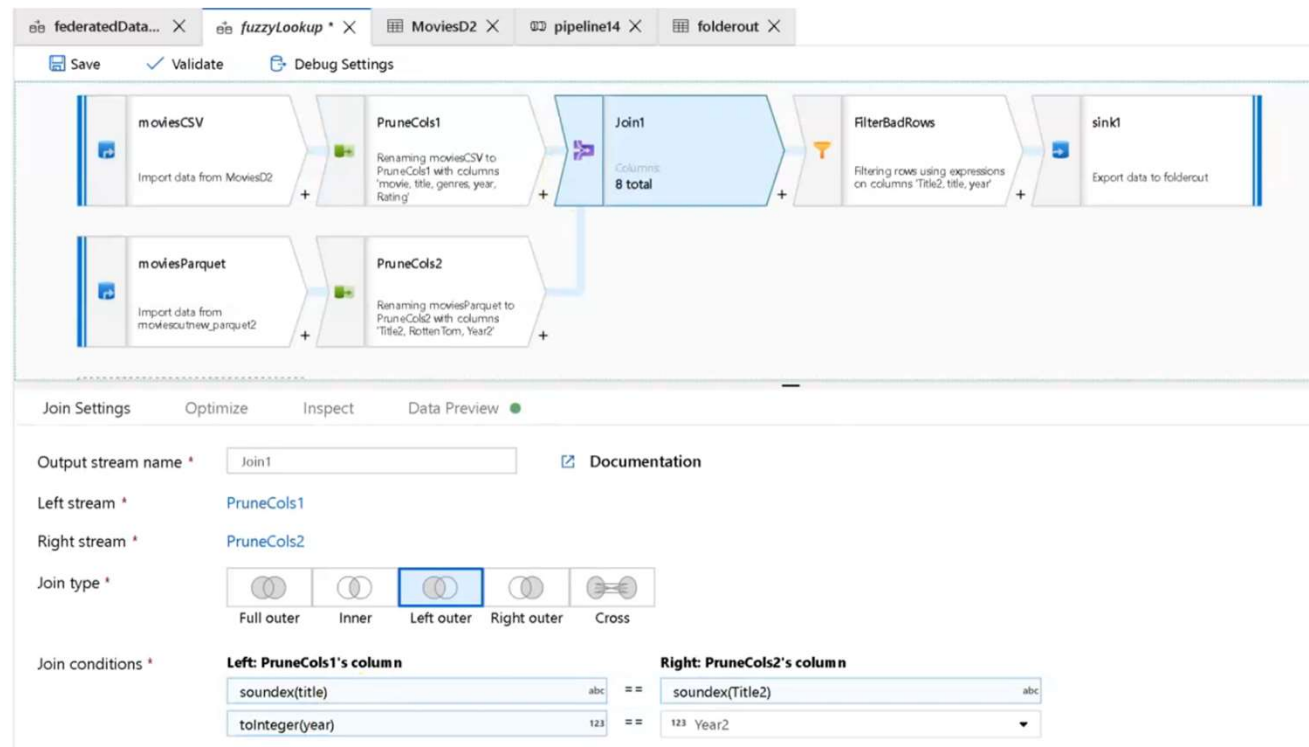 federatedData...
fuzzyLookup *
MoviesD2
pipeline14
folderout
Save
Validate
Debug Settings
moviesCSV
Import data from MoviesD2
+
PruneCols1
Renaming moviesCSV to
PruneCols1 with columns
'movie, title, genres, year,
Rating'
+
Join1
Columns:
8 total
+
FilterBadRows
Filtering rows using expressions
on columns 'Title2, title, year'
+
sink1
Export data to folderout
moviesParquet
Import data from
moviesoutnew_parquet2
+
PruneCols2
Renaming moviesParquet to
PruneCols2 with columns
'Title2, RottenTom, Year2'
+
Join Settings
Optimize
Inspect
Data Preview
Output stream name *
Join1
Documentation
Left stream *
PruneCols1
Right stream *
PruneCols2
Join type *
Full outer
Inner
Left outer
Right outer
Cross
Join conditions *
Left: PruneCols1's column
Right: PruneCols2's column
soundex(title) abc == soundex(Title2) abc
toInteger(year) 123 == 123 Year2